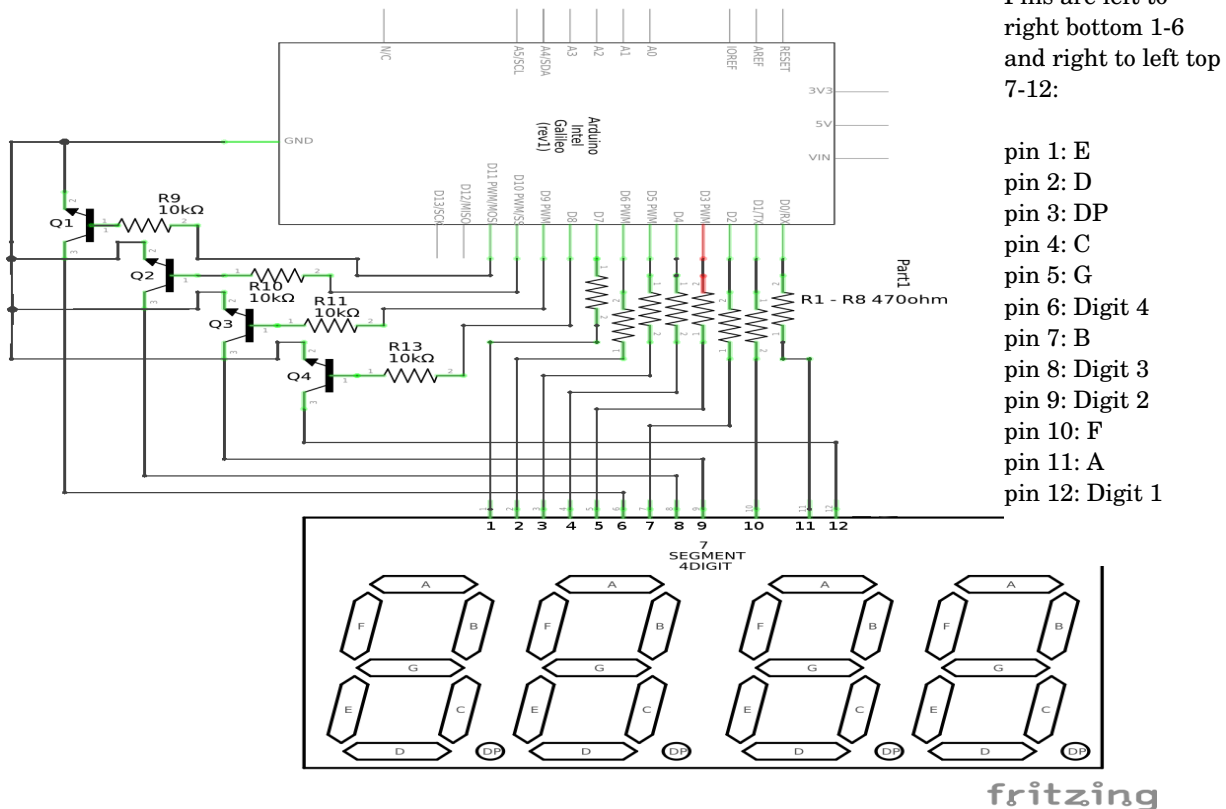 Pins are left to
right bottom 1-6
and right to left top
7-12:
pin 1: E
pin 2: D
pin 3: DP
pin 4: C
pin 5: G
pin 6: Digit 4
pin 7: B
pin 8: Digit 3
pin 9: Digit 2
pin 10: F
pin 11: A
pin 12: Digit 1
N/C
A5/SCL
A4/SDA
A3
A2
A1
A0
IOREF
AREF
RESET
3V3
5V
VIN
GND
Arduino
Intel
Galileo
(rev1)
D13/SCK
D12/MISO
D11 PWM/MOSI
D10 PWM/SS
D9 PWM
D8
D7
D6 PWM
D5 PWM
D4
D3 PWM
D2
D1/TX
D0/RX
Part1
R1 - R8 470ohm
Q1
R9
10kΩ
Q2
R10
10kΩ
Q3
R11
10kΩ
Q4
R13
10kΩ
1 2 3 4 5 6 7 8 9 10 11 12
7
SEGMENT
4DIGIT
A A A A
F B F B F B F B
G G G G
E C E C E C E C
D DP D DP D DP D DP
fritzing